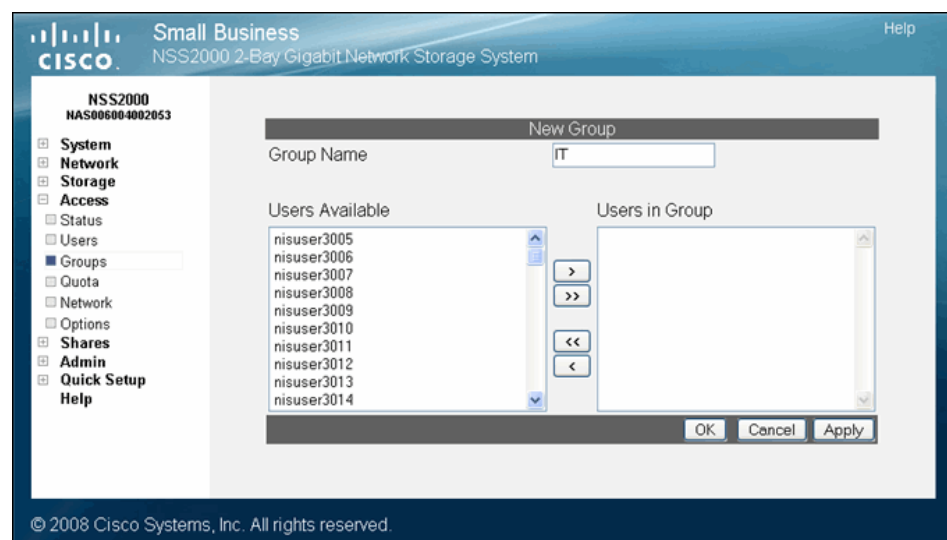 Small Business
Help
CISCO.
NSS2000 2-Bay Gigabit Network Storage System
NSS2000
NAS006004002053
System
Network
Storage
Access
Status
Users
Groups
Quota
Network
Options
Shares
Admin
Quick Setup
Help
New Group
Group Name
IT
Users Available
Users in Group
nisuser3005
nisuser3006
nisuser3007
nisuser3008
nisuser3009
nisuser3010
nisuser3011
nisuser3012
nisuser3013
nisuser3014
>
>>
<<
<
OK
Cancel
Apply
© 2008 Cisco Systems, Inc. All rights reserved.